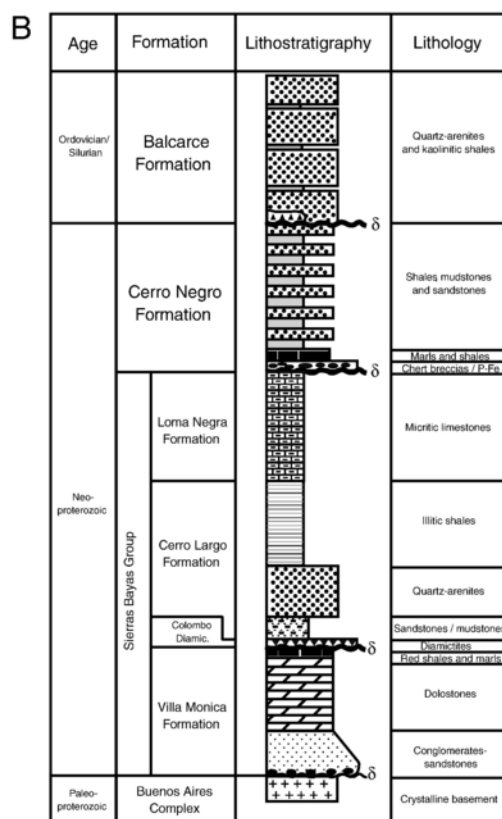 B
Age
Formation
Lithostratigraphy
Lithology
Ordovician/
Silurian
Balcarce
Formation
Quartz-arenites
and kaolinitic shales
δ
Cerro Negro
Formation
Shales, mudstones
and sandstones
Marls and shales
Chert breccias / P-Fe
δ
Neo-
proterozoic
Sierras Bayas Group
Loma Negra
Formation
Micritic limestones
Cerro Largo
Formation
Illitic shales
Quartz-arenites
Colombo
Diamic.
Sandstones / mudstones
Diamictites
δ
Red shales and marls
Villa Monica
Formation
Dolostones
Conglomerates-
sandstones
δ
Paleo-
proterozoic
Buenos Aires
Complex
Crystalline basement